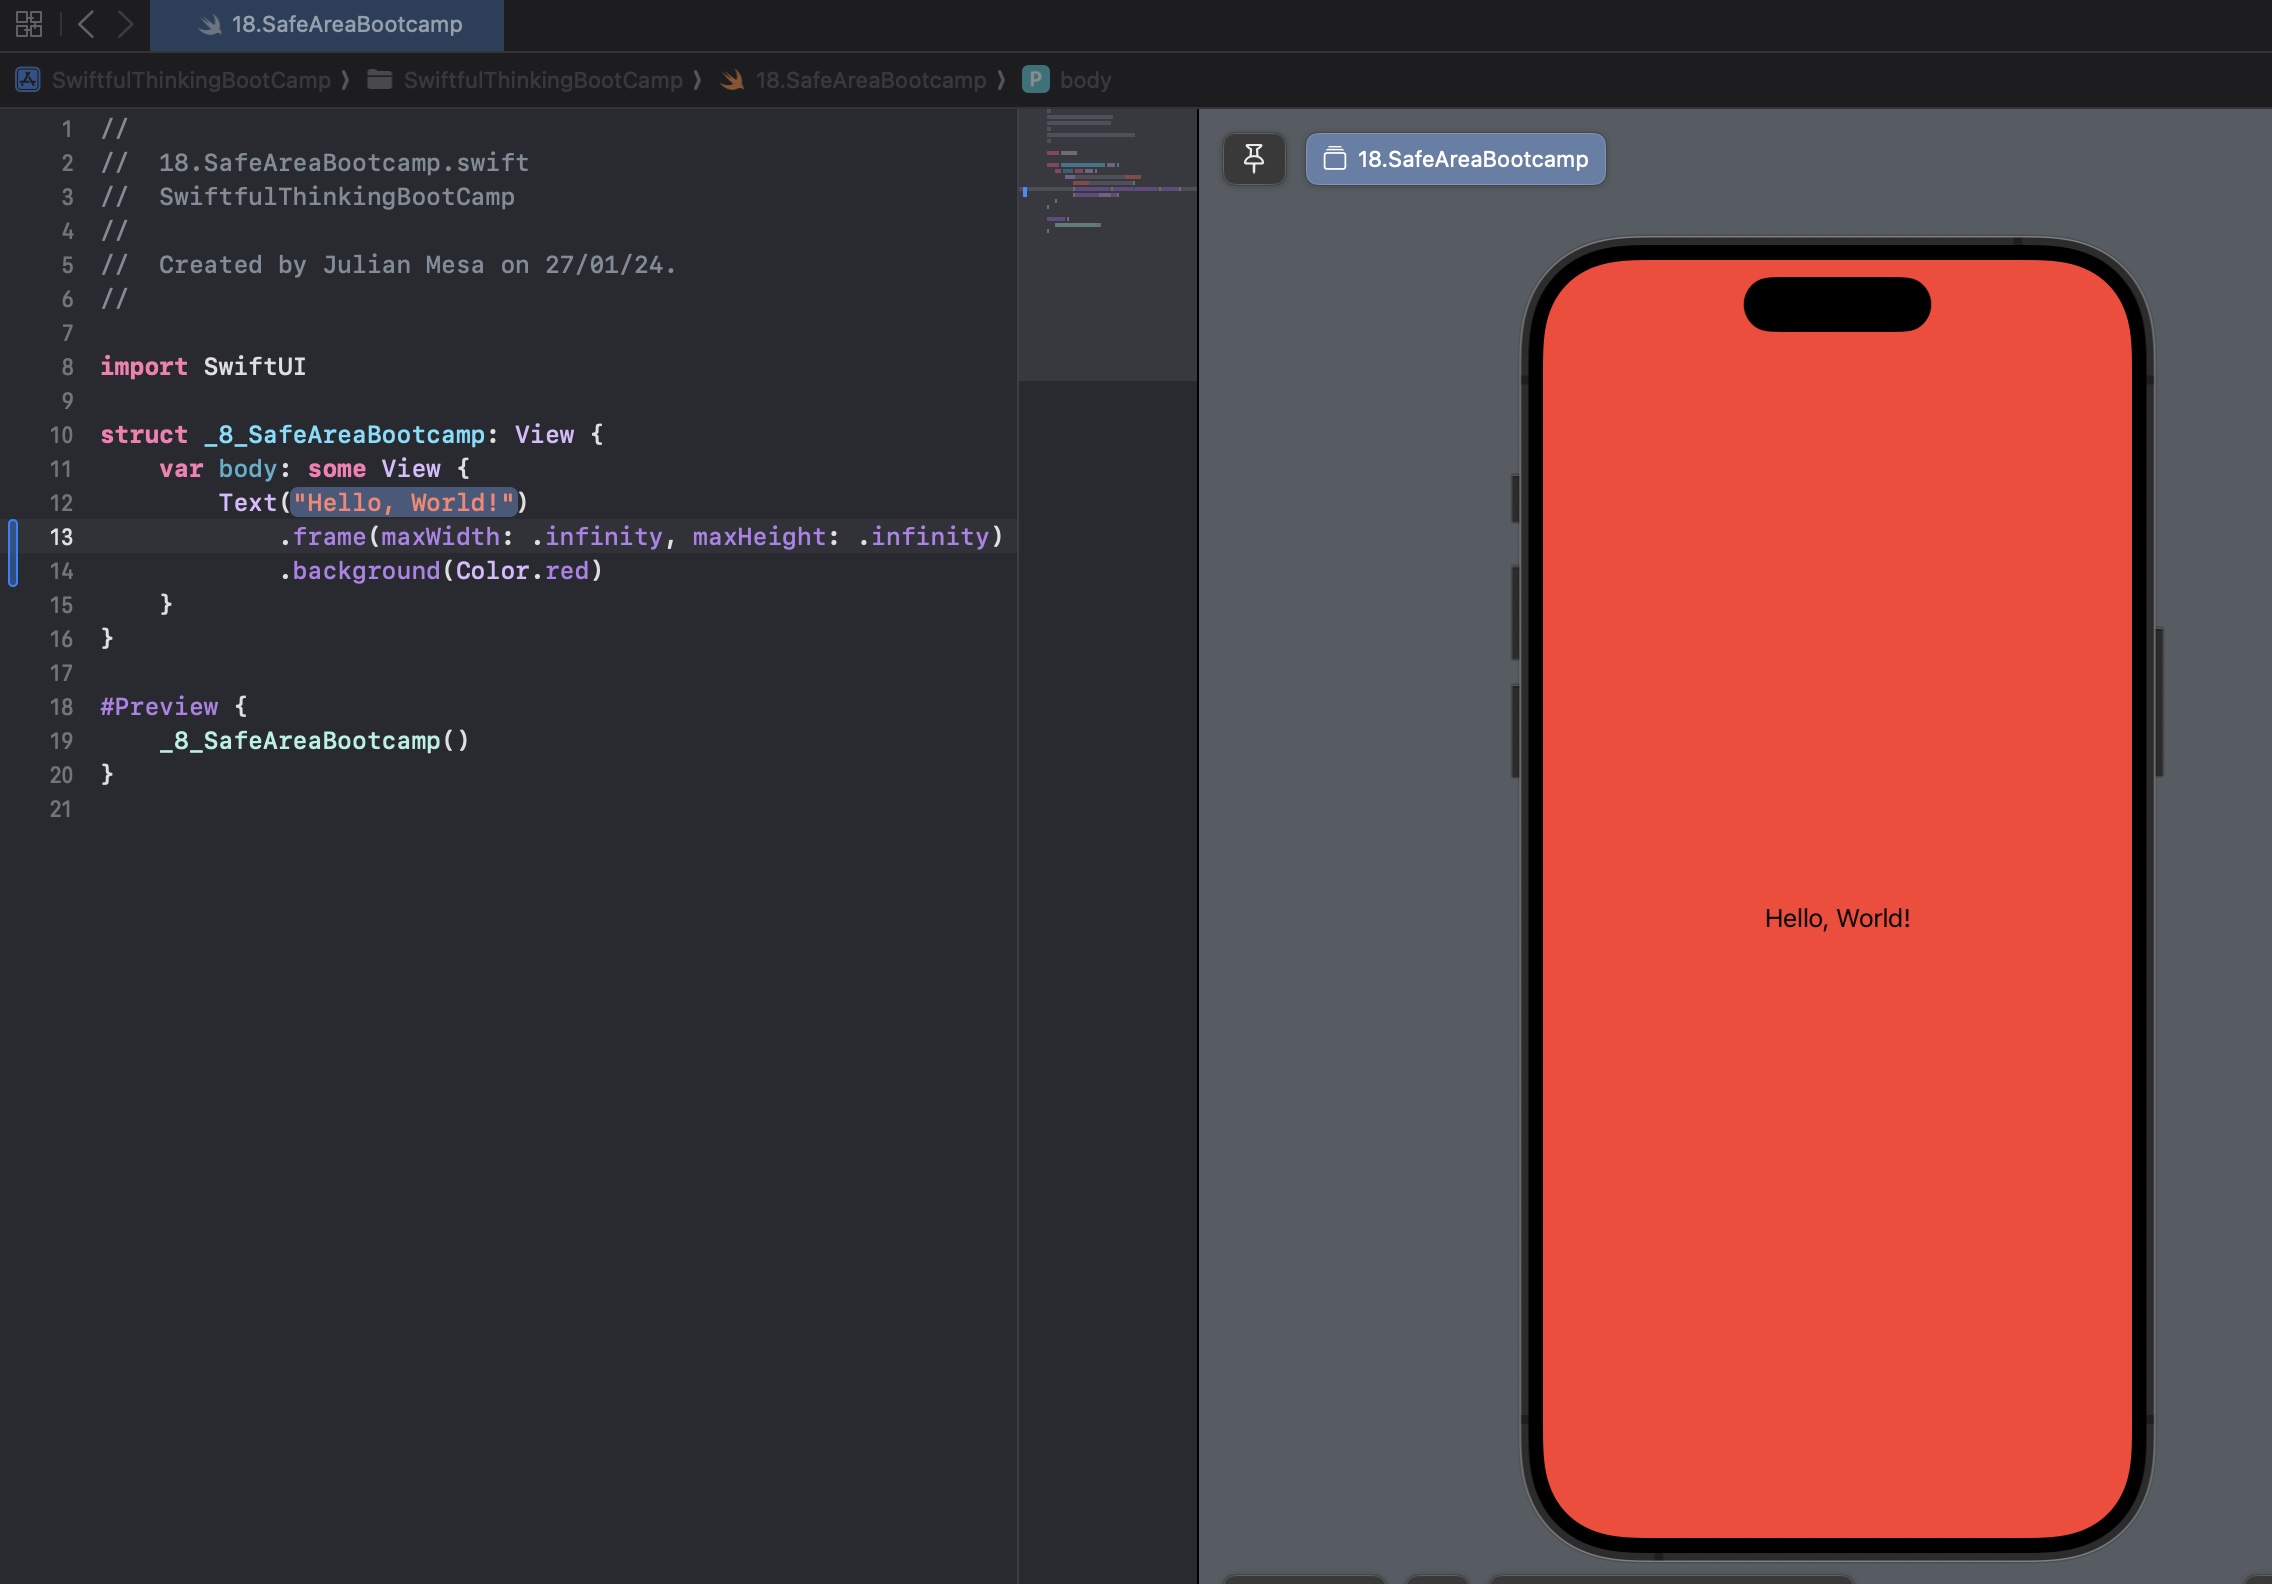 18.SafeAreaBootcamp
SwiftfulThinkingBootCamp ⟩ SwiftfulThinkingBootCamp ⟩ 18.SafeAreaBootcamp ⟩ P body
1 //
2 //  18.SafeAreaBootcamp.swift
3 //  SwiftfulThinkingBootCamp
4 //
5 //  Created by Julian Mesa on 27/01/24.
6 //
7
8 import SwiftUI
9
10 struct _8_SafeAreaBootcamp: View {
11     var body: some View {
12         Text("Hello, World!")
13             .frame(maxWidth: .infinity, maxHeight: .infinity)
14             .background(Color.red)
15     }
16 }
17
18 #Preview {
19     _8_SafeAreaBootcamp()
20 }
21
18.SafeAreaBootcamp
Hello, World!